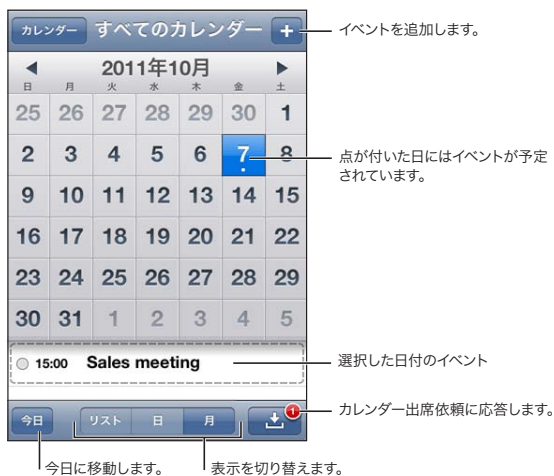 カレンダー すべてのカレンダー +
イベントを追加します。
2011年10月
日 月 火 水 木 金 土
25 26 27 28 29 30 1
2 3 4 5 6 7 8
点が付いた日にはイベントが予定
されています。
9 10 11 12 13 14 15
16 17 18 19 20 21 22
23 24 25 26 27 28 29
30 31 1 2 3 4 5
15:00 Sales meeting
選択した日付のイベント
カレンダー出席依頼に応答します。
今日 リスト 日 月 1
今日に移動します。
表示を切り替えます。